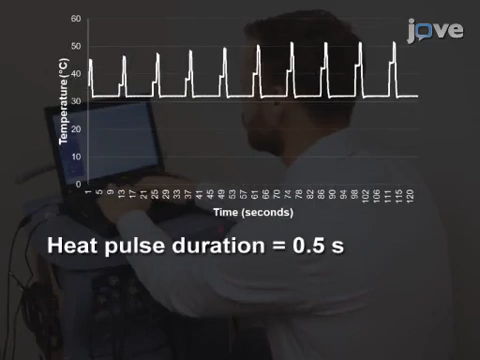 jove
60
50
40
30
20
10
0
Temperature (°C)
1 5 9 13 17 21 25 29 33 37 41 45 49 53 57 61 66 70 74 78 82 86 90 94 98 102 106 111 115 120
Time (seconds)
Heat pulse duration = 0.5 s